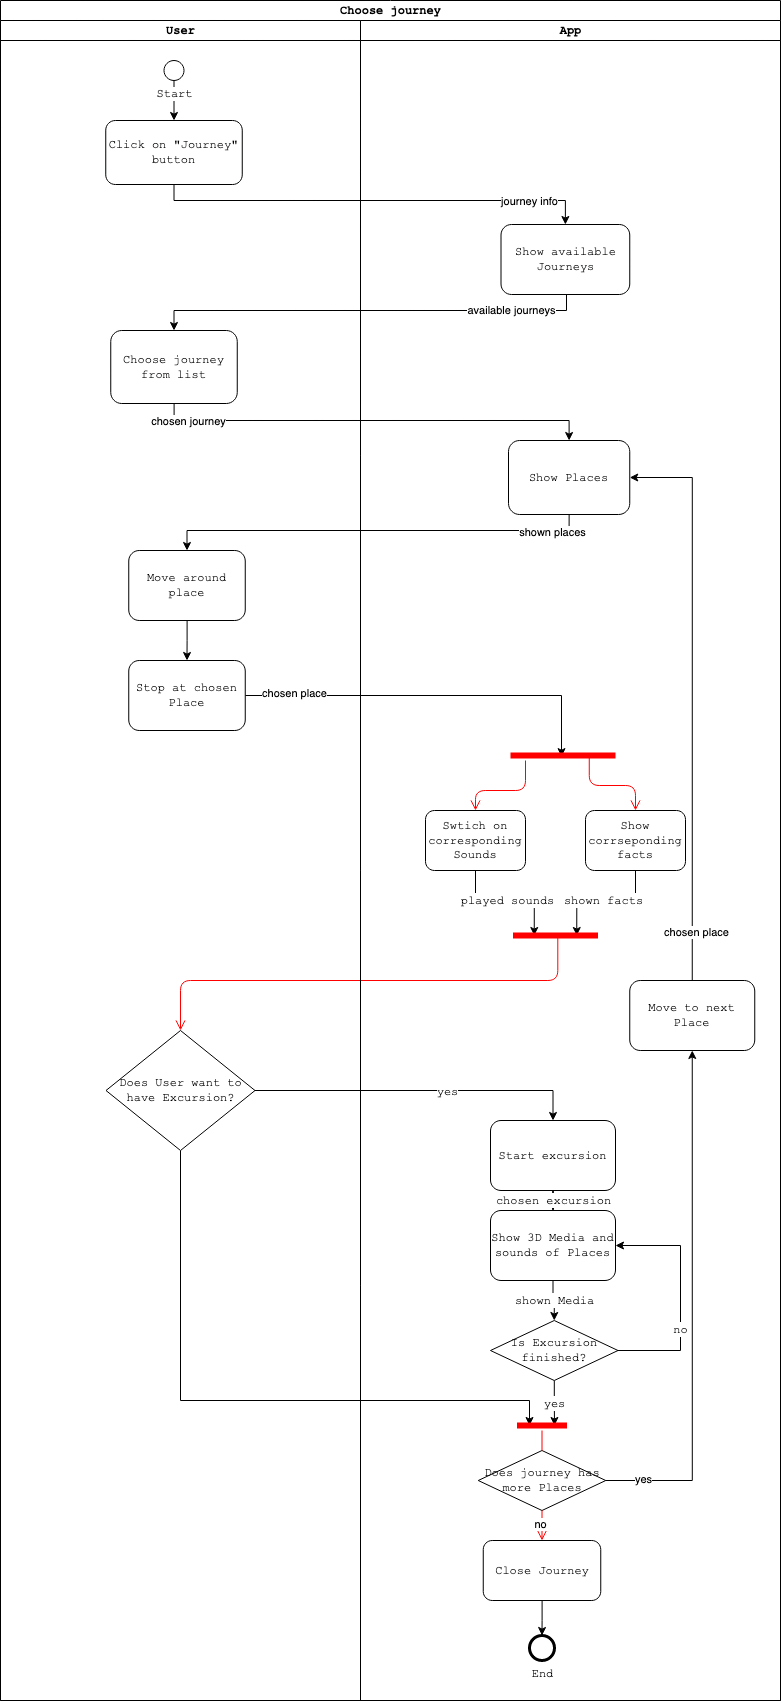 Choose journey
User
App
Start
Click on "Journey"
button
journey info
Show available
Journeys
available journeys
Choose journey
from list
chosen journey
Show Places
shown places
Move around
place
Stop at chosen
Place
chosen place
Swtich on
corresponding
Sounds
Show
corrseponding
facts
played sounds
shown facts
chosen place
Move to next
Place
Does User want to
have Excursion?
yes
Start excursion
chosen excursion
Show 3D Media and
sounds of Places
shown Media
Is Excursion
finished?
no
yes
Does journey has
more Places
yes
no
Close Journey
End